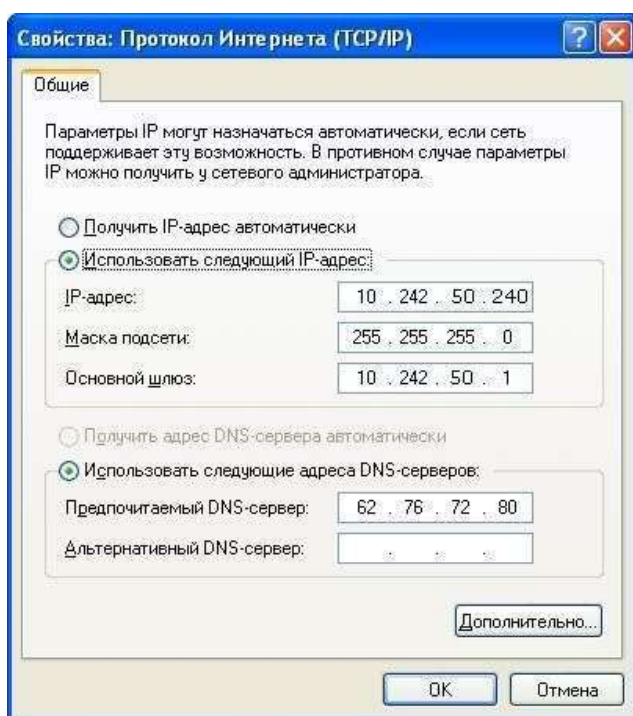 Свойства: Протокол Интернета (TCP/IP)
Общие
Параметры IP могут назначаться автоматически, если сеть
поддерживает эту возможность. В противном случае параметры
IP можно получить у сетевого администратора.
Получить IP-адрес автоматически
Использовать следующий IP-адрес:
IP-адрес: 10 . 242 . 50 . 240
Маска подсети: 255 . 255 . 255 . 0
Основной шлюз: 10 . 242 . 50 . 1
Получить адрес DNS-сервера автоматически
Использовать следующие адреса DNS-серверов:
Предпочитаемый DNS-сервер: 62 . 76 . 72 . 80
Альтернативный DNS-сервер: . . .
Дополнительно...
OK Отмена